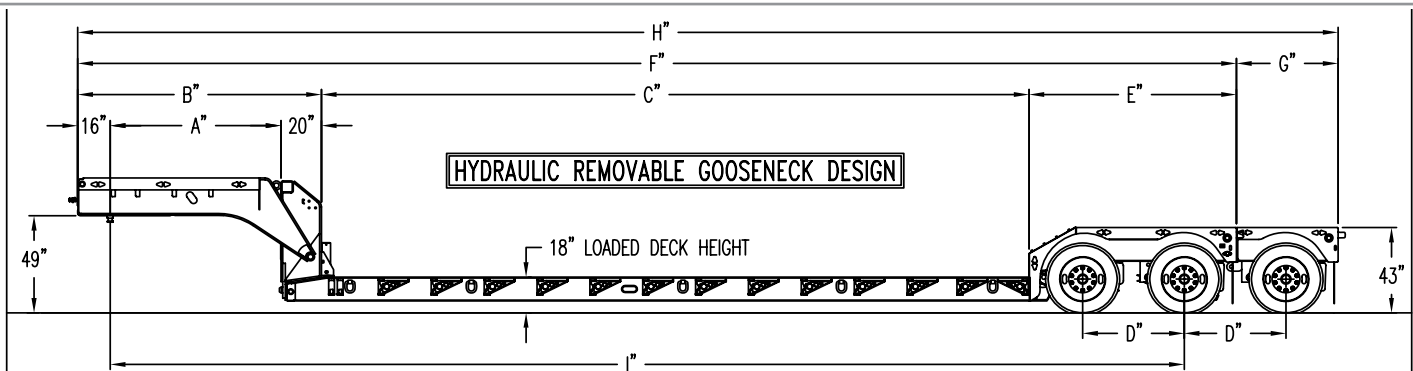 H"
F"
G"
B"
C"
E"
16"
A"
20"
HYDRAULIC REMOVABLE GOOSENECK DESIGN
18" LOADED DECK HEIGHT
49"
43"
D"
D"
I"